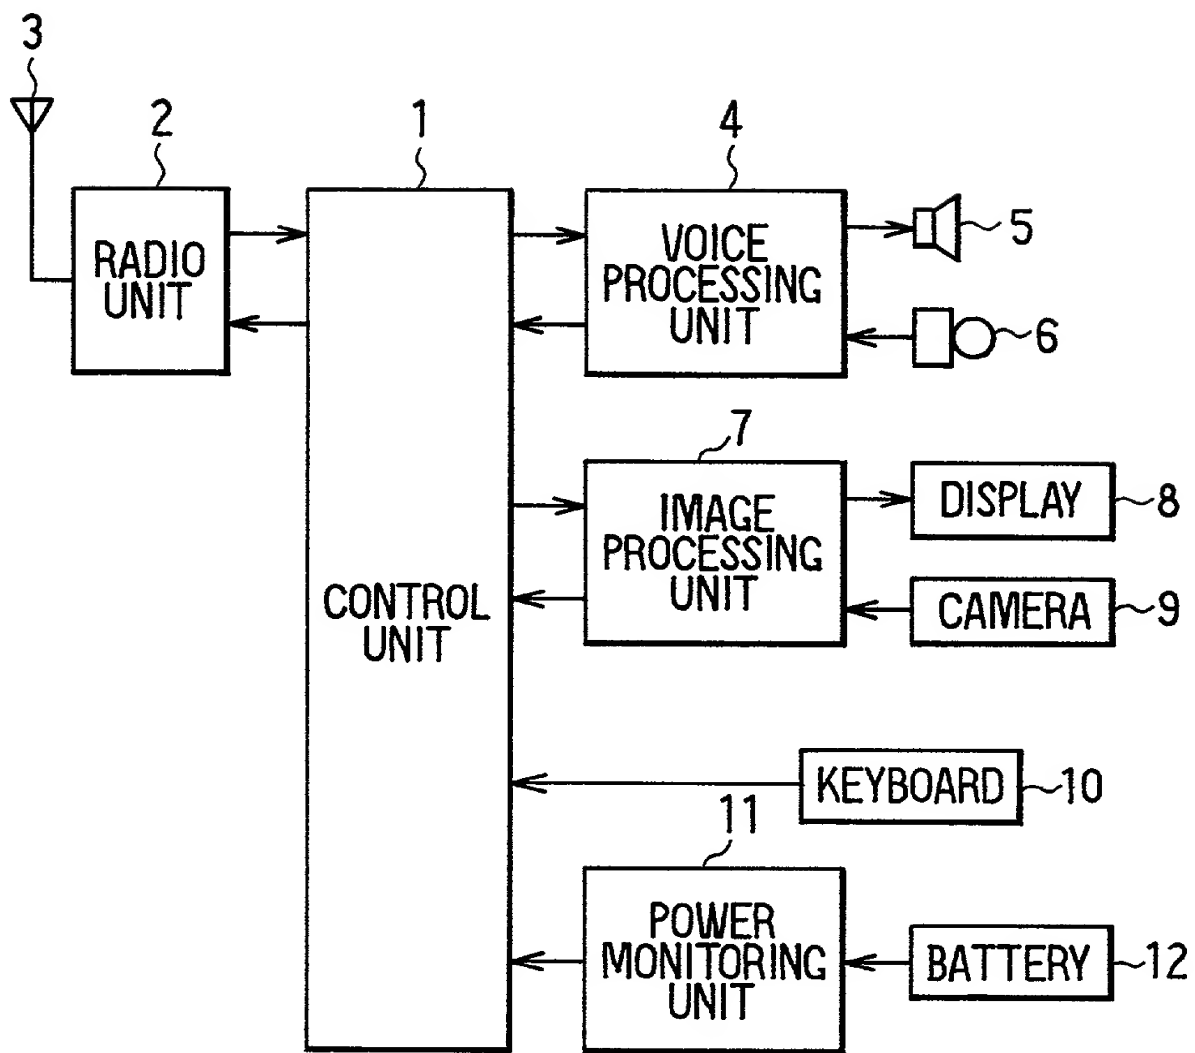 3
2
1
4
RADIO
UNIT
VOICE
PROCESSING
UNIT
5
6
7
CONTROL
UNIT
IMAGE
PROCESSING
UNIT
DISPLAY
8
CAMERA
9
KEYBOARD
10
11
POWER
MONITORING
UNIT
BATTERY
12